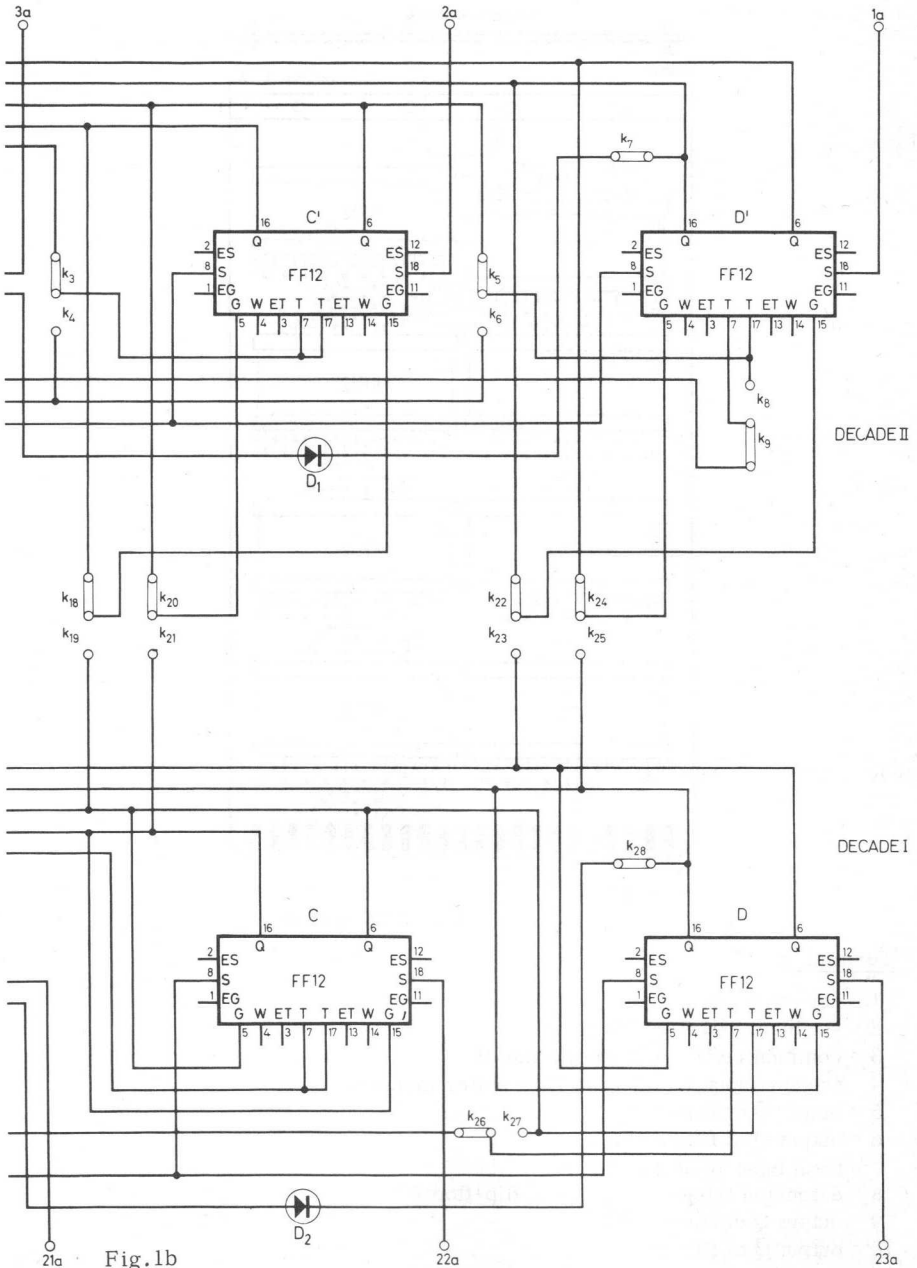 3a 2a 1a
k7
C' D'
16 6 16 6
2 ES Q Q ES 12 2 ES Q Q ES 12
8 S FF12 S 18 8 S FF12 S 18
1 EG EG 11 1 EG EG 11
G W ET T T ET W G G W ET T T ET W G
5 4 3 7 17 13 14 15 5 4 3 7 17 13 14 15
k3 k5
k4 k6
k8
k9
DECADE II
D1
k18 k20 k22 k24
k19 k21 k23 k25
DECADE I
k28
C D
16 6 16 6
2 ES Q Q ES 12 2 ES Q Q ES 12
8 S FF12 S 18 8 S FF12 S 18
1 EG EG 11 1 EG EG 11
G W ET T T ET W G G W ET T T ET W G
5 4 3 7 17 13 14 15 5 4 3 7 17 13 14 15
k26 k27
D2
21a Fig.1b 22a 23a